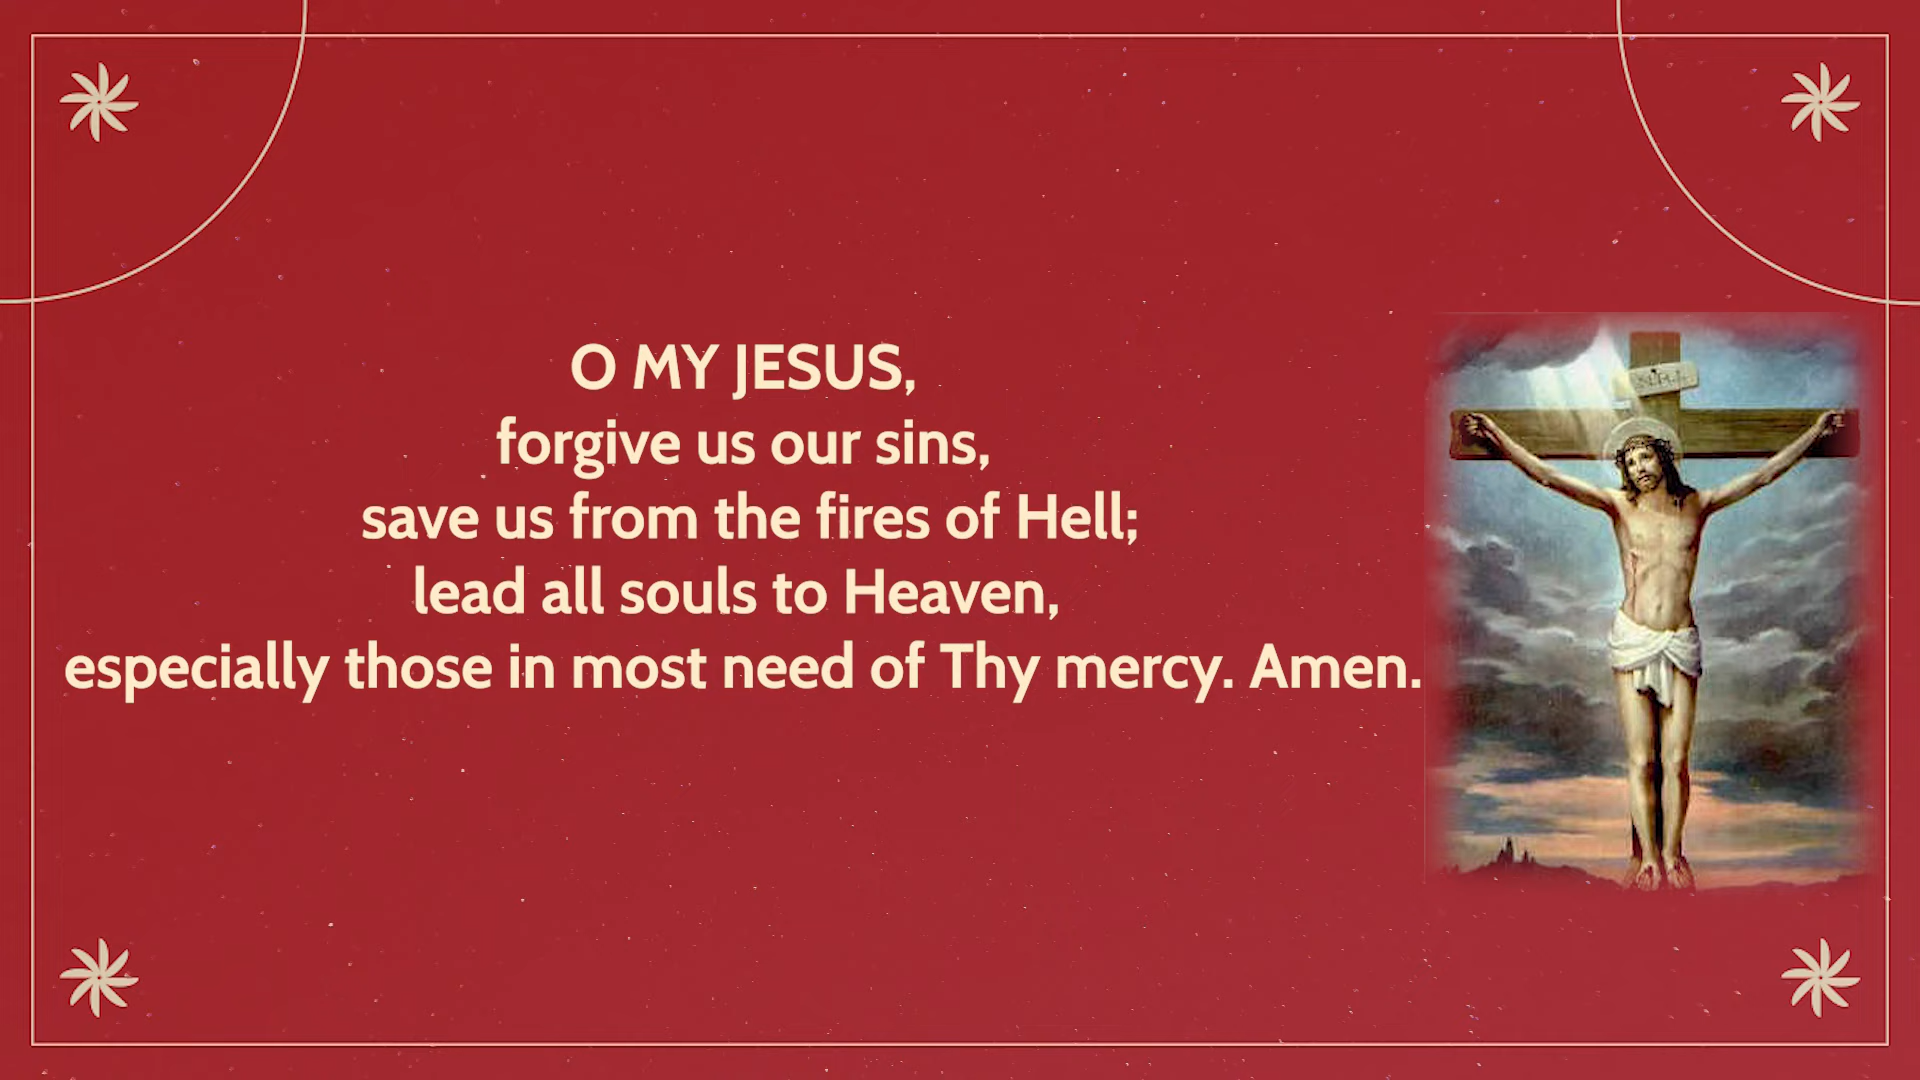 O MY JESUS,
forgive us our sins,
save us from the fires of Hell;
lead all souls to Heaven,
especially those in most need of Thy mercy. Amen.